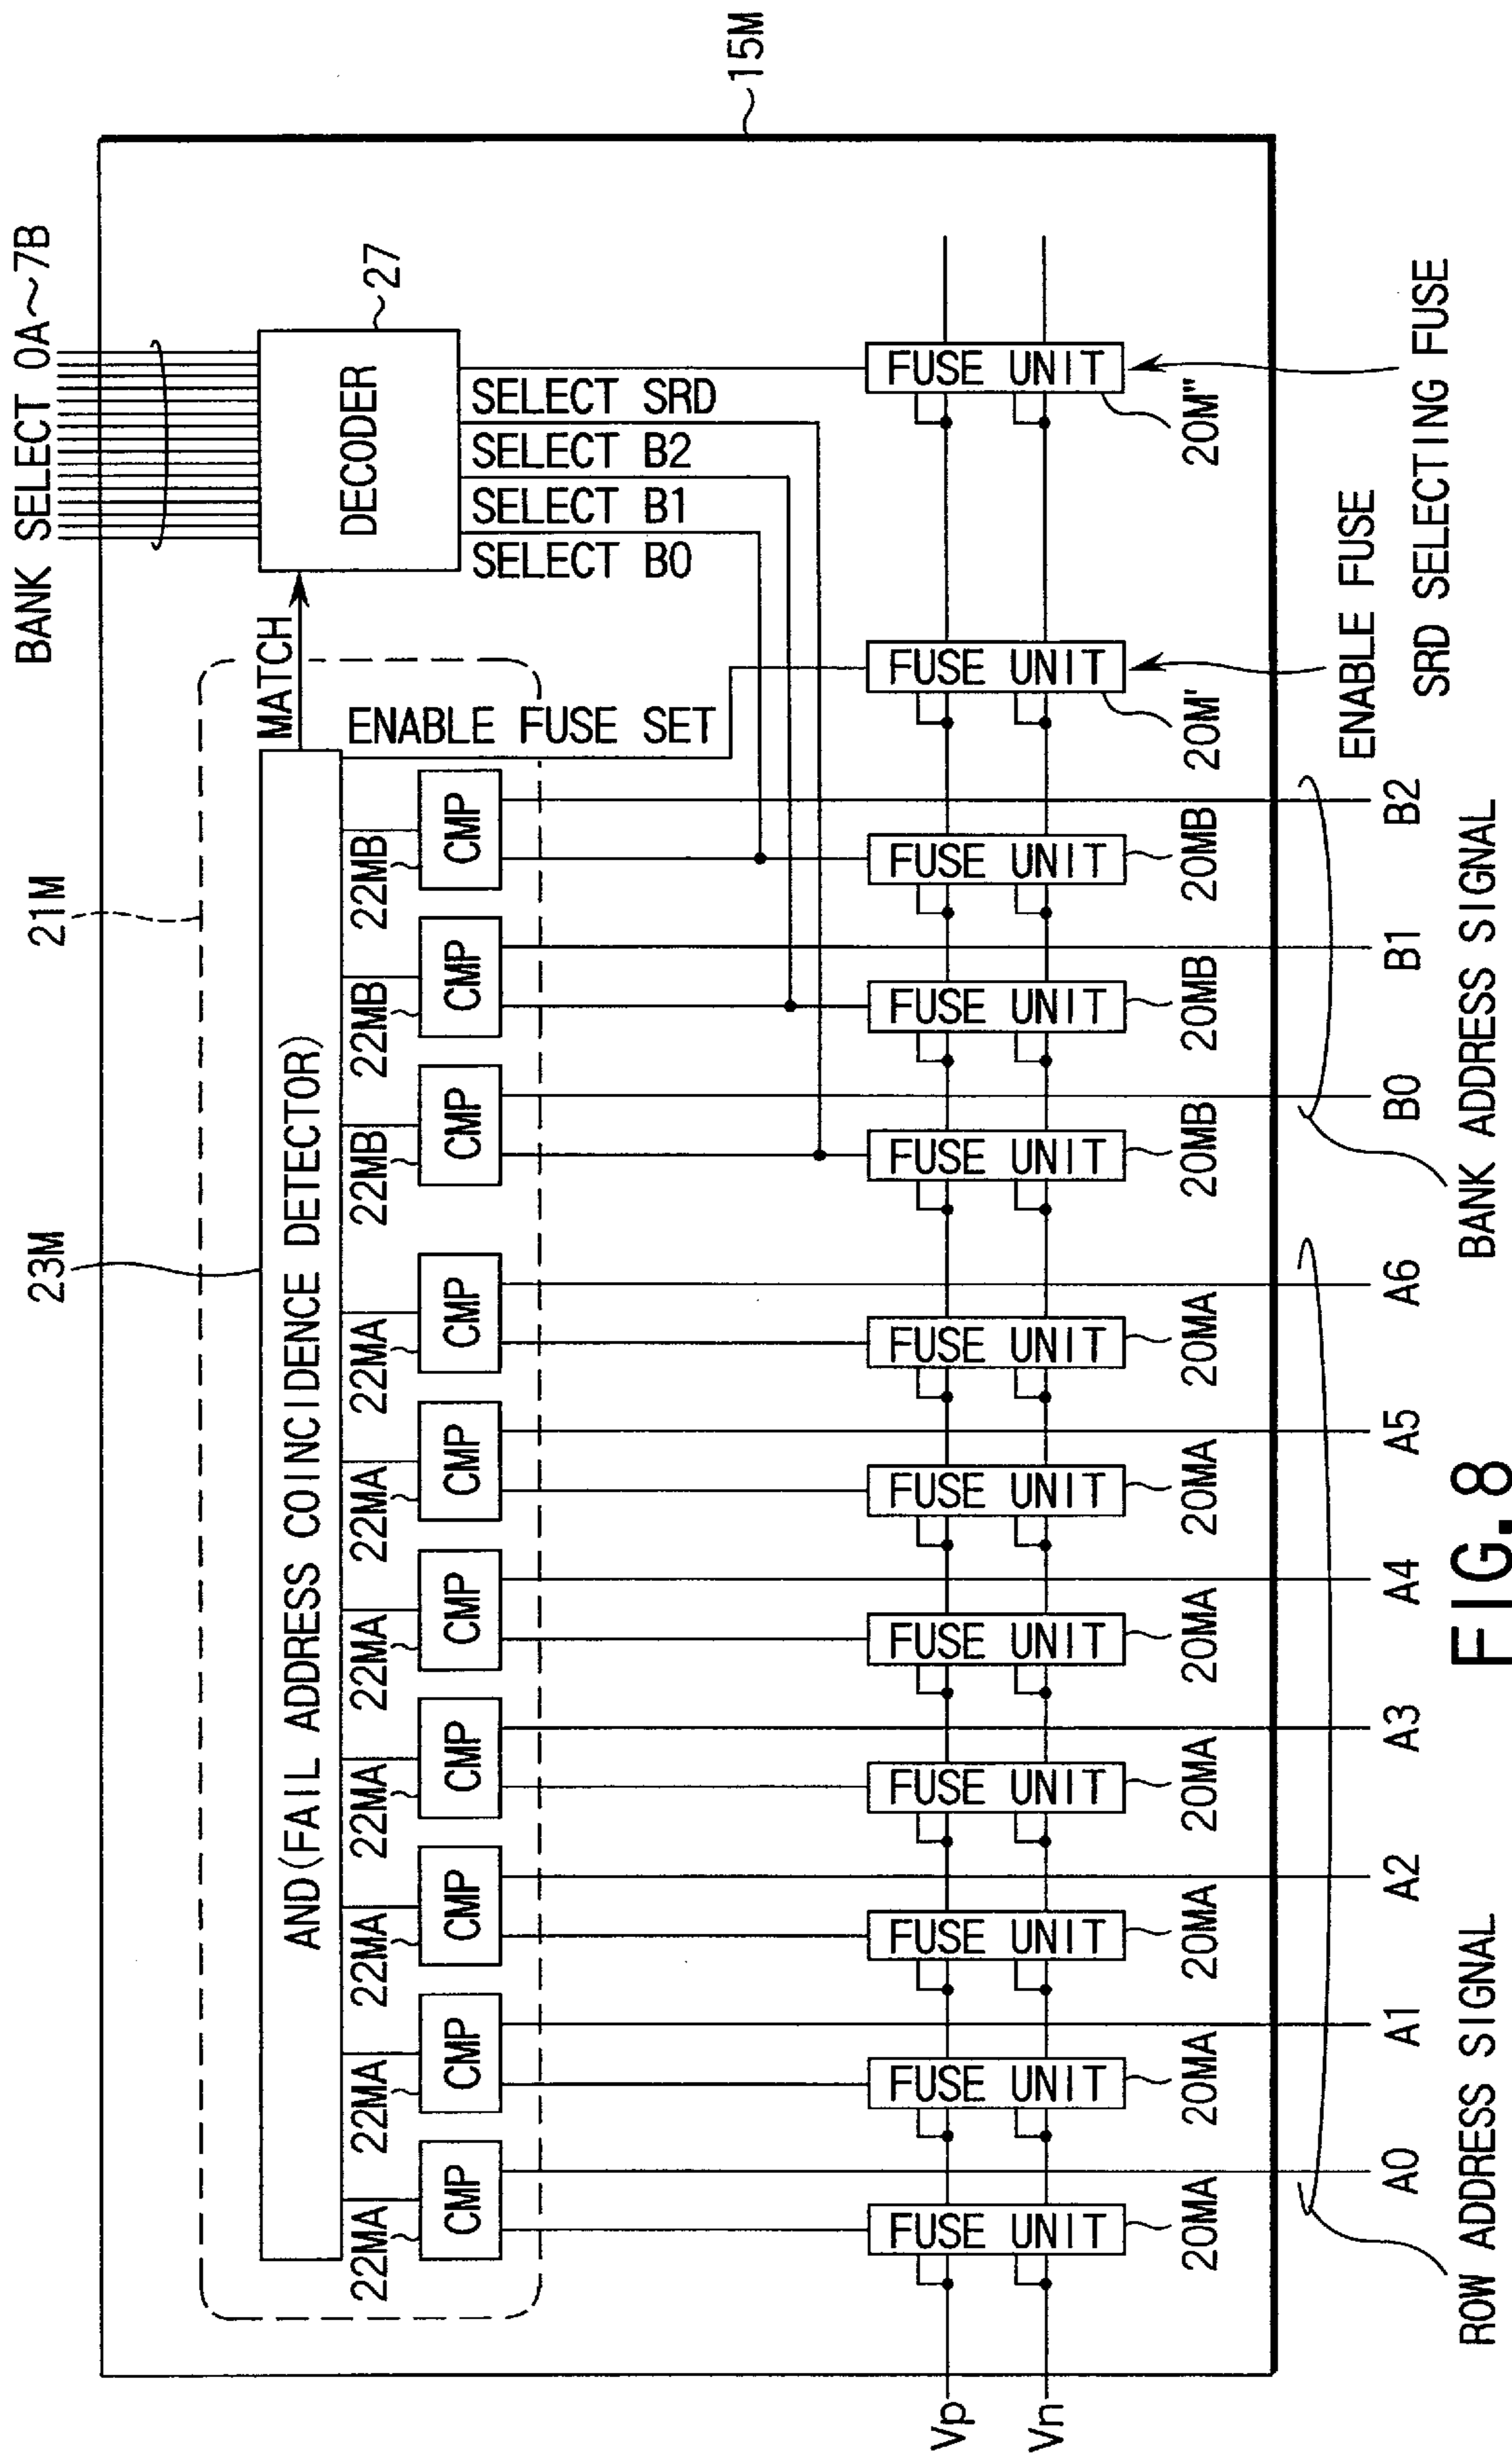 BANK SELECT 0A~7B
21M
23M
MATCH
27
15M
AND(FAIL ADDRESS COINCIDENCE DETECTOR)
DECODER
ENABLE FUSE SET
22MA
22MA
22MA
22MA
22MA
22MA
22MA
22MB
22MB
22MB
CMP
CMP
CMP
CMP
CMP
CMP
CMP
CMP
CMP
CMP
SELECT B0
SELECT B1
SELECT B2
SELECT SRD
Vp
Vn
FUSE UNIT
FUSE UNIT
FUSE UNIT
FUSE UNIT
FUSE UNIT
FUSE UNIT
FUSE UNIT
FUSE UNIT
FUSE UNIT
FUSE UNIT
FUSE UNIT
FUSE UNIT
20MA
20MA
20MA
20MA
20MA
20MA
20MA
20MB
20MB
20MB
20M'
20M"
A0
A1
A2
A3
A4
A5
A6
B0
B1
B2
ENABLE FUSE
SRD SELECTING FUSE
ROW ADDRESS SIGNAL
BANK ADDRESS SIGNAL
FIG. 8